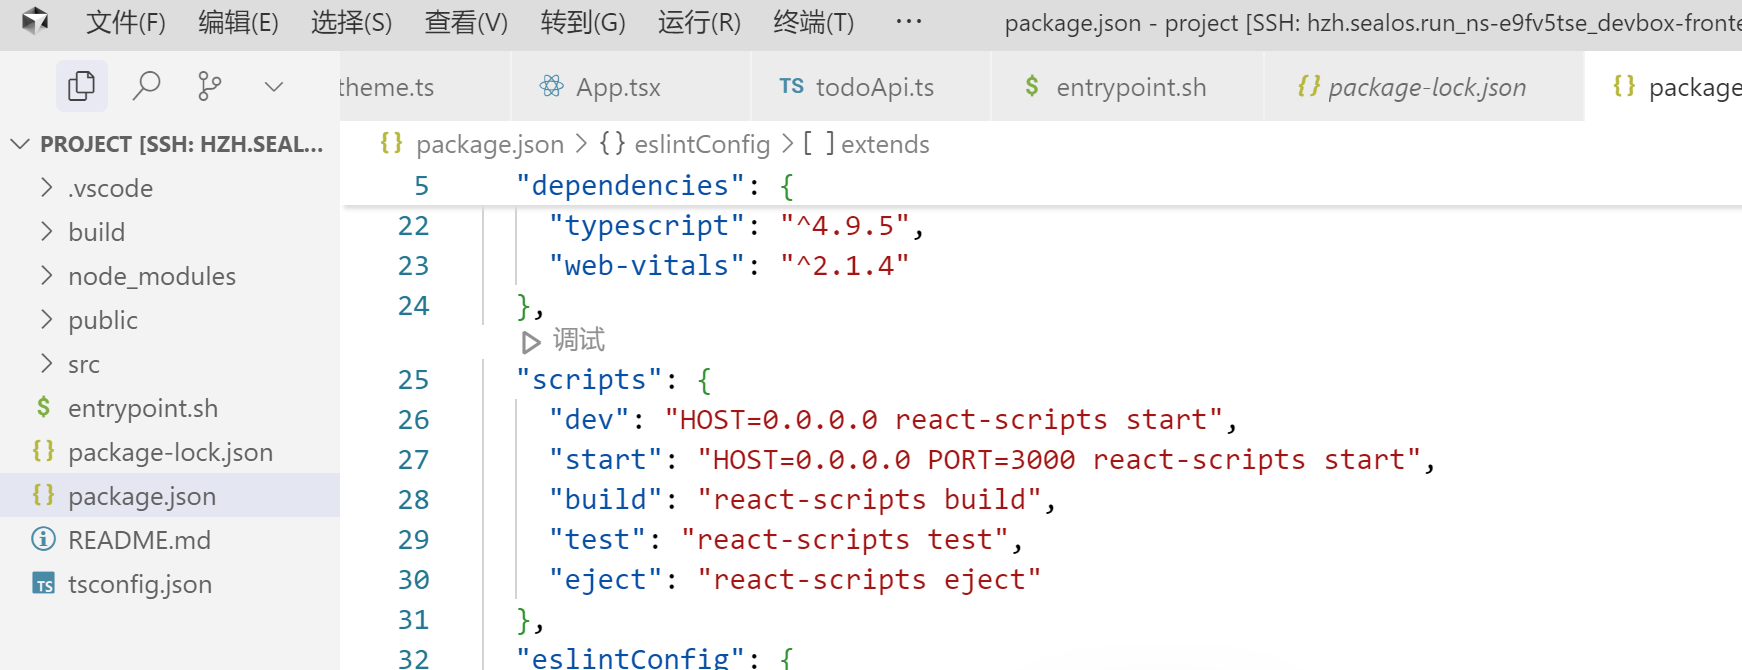 文件(F) 编辑(E) 选择(S) 查看(V) 转到(G) 运行(R) 终端(T) ··· package.json - project [SSH: hzh.sealos.run_ns-e9fv5tse_devbox-fronte
theme.ts App.tsx TS todoApi.ts $ entrypoint.sh {} package-lock.json {} package
PROJECT [SSH: HZH.SEAL...
.vscode
build
node_modules
public
src
$ entrypoint.sh
{} package-lock.json
{} package.json
README.md
TS tsconfig.json
{} package.json > {} eslintConfig > [ ] extends
5 "dependencies": {
22 "typescript": "^4.9.5",
23 "web-vitals": "^2.1.4"
24 },
调试
25 "scripts": {
26 "dev": "HOST=0.0.0.0 react-scripts start",
27 "start": "HOST=0.0.0.0 PORT=3000 react-scripts start",
28 "build": "react-scripts build",
29 "test": "react-scripts test",
30 "eject": "react-scripts eject"
31 },
32 "eslintConfig": {